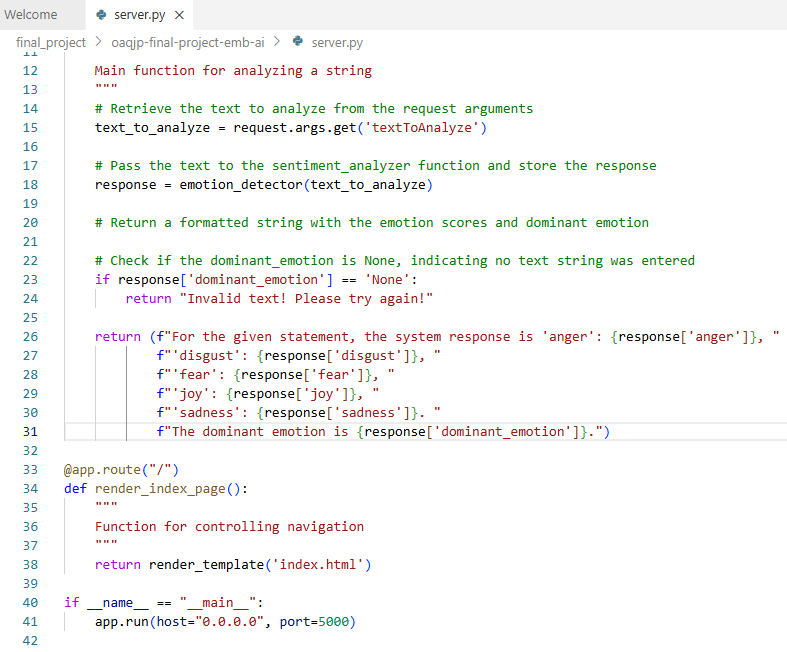 Welcome server.py ×
final_project > oaqjp-final-project-emb-ai > server.py
11
12 Main function for analyzing a string
13 """
14 # Retrieve the text to analyze from the request arguments
15 text_to_analyze = request.args.get('textToAnalyze')
16
17 # Pass the text to the sentiment_analyzer function and store the response
18 response = emotion_detector(text_to_analyze)
19
20 # Return a formatted string with the emotion scores and dominant emotion
21
22 # Check if the dominant_emotion is None, indicating no text string was entered
23 if response['dominant_emotion'] == 'None':
24 return "Invalid text! Please try again!"
25
26 return (f"For the given statement, the system response is 'anger': {response['anger']}, "
27 f"'disgust': {response['disgust']}, "
28 f"'fear': {response['fear']}, "
29 f"'joy': {response['joy']}, "
30 f"'sadness': {response['sadness']}. "
31 f"The dominant emotion is {response['dominant_emotion']}.")
32
33 @app.route("/")
34 def render_index_page():
35 """
36 Function for controlling navigation
37 """
38 return render_template('index.html')
39
40 if __name__ == "__main__":
41 app.run(host="0.0.0.0", port=5000)
42